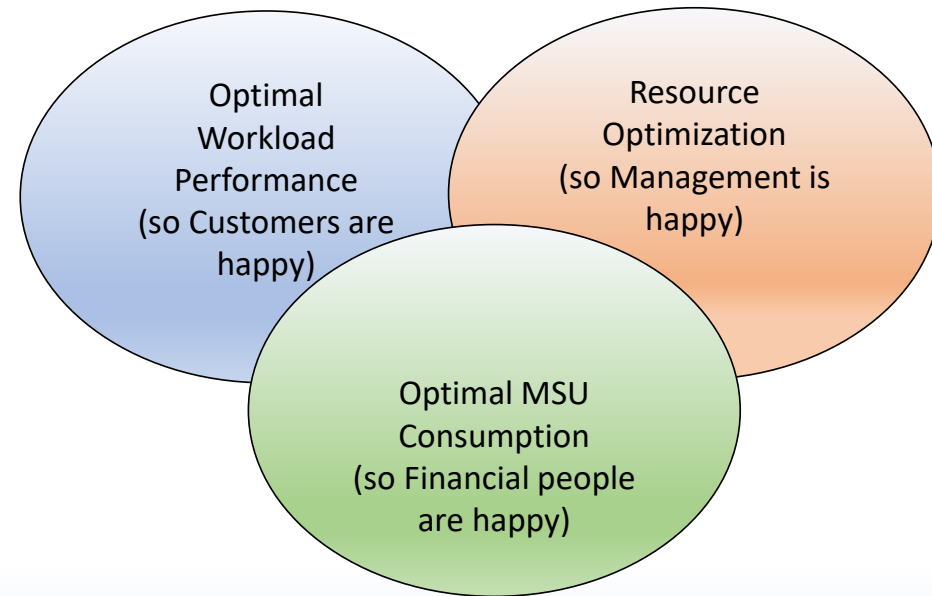 Optimal
Workload
Performance
(so Customers are
happy)
Resource
Optimization
(so Management is
happy)
Optimal MSU
Consumption
(so Financial people
are happy)